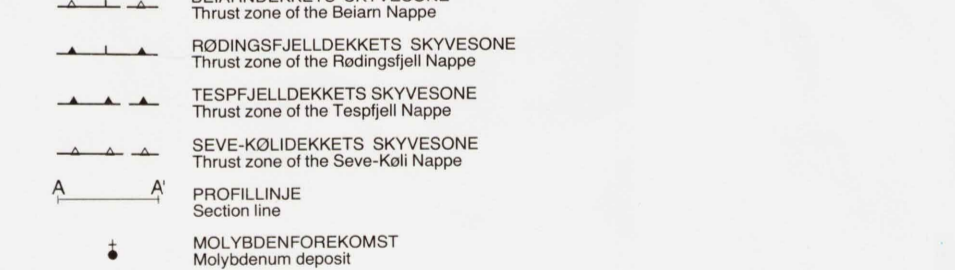 BEIARNDEKKETS SKYVESONE
Thrust zone of the Beiarn Nappe
RØDINGSFJELLDEKKETS SKYVESONE
Thrust zone of the Rødingsfjell Nappe
TESPFJELLDEKKETS SKYVESONE
Thrust zone of the Tespfjell Nappe
SEVE-KØLIDEKKETS SKYVESONE
Thrust zone of the Seve-Køli Nappe
A A'
PROFILLINJE
Section line
MOLYBDENFOREKOMST
Molybdenum deposit